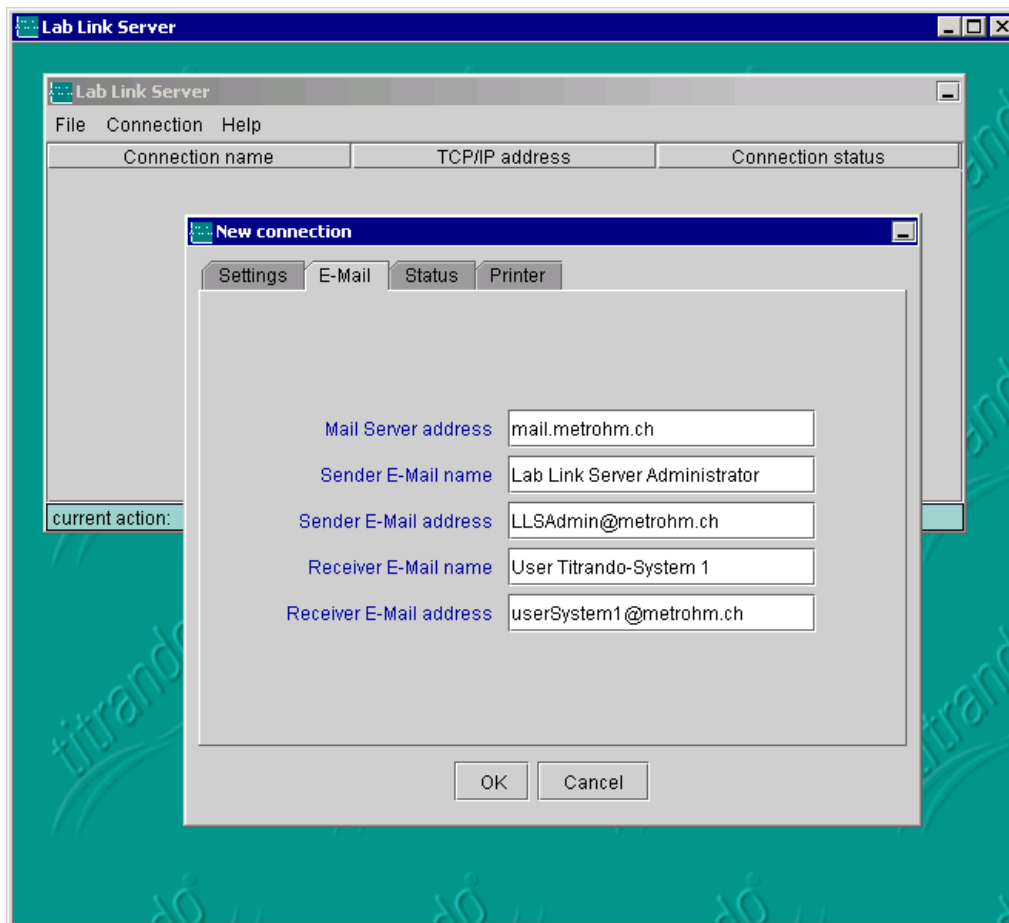 Lab Link Server
Lab Link Server
File Connection Help
Connection name TCP/IP address Connection status
New connection
Settings E-Mail Status Printer
Mail Server address mail.metrohm.ch
Sender E-Mail name Lab Link Server Administrator
Sender E-Mail address LLSAdmin@metrohm.ch
current action:
Receiver E-Mail name User Titrando-System 1
Receiver E-Mail address userSystem1@metrohm.ch
titrando
OK Cancel